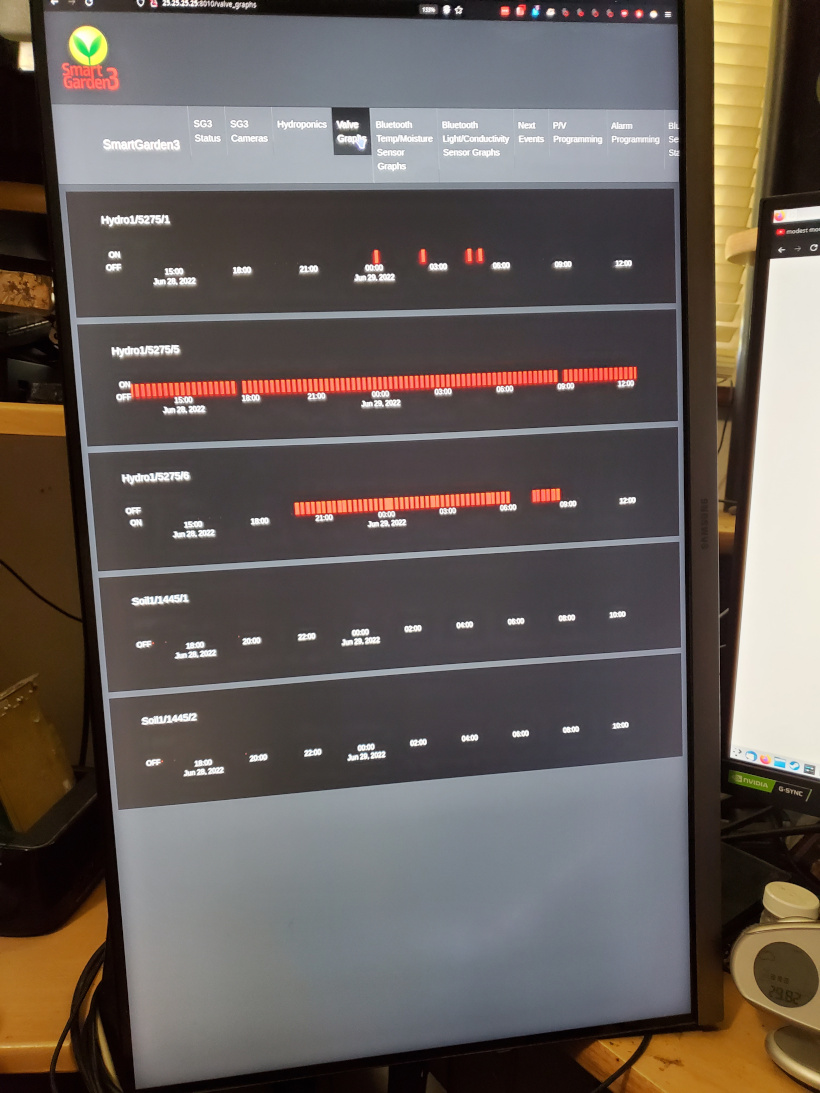 25.25.25.25:8010/valve_graphs
133%
Smart
Garden3
SmartGarden3
SG3
Status
SG3
Cameras
Hydroponics
Valve
Graphs
Bluetooth
Temp/Moisture
Sensor
Graphs
Bluetooth
Light/Conductivity
Sensor Graphs
Next
Events
P/V
Programming
Alarm
Programming
Blu
Se
Sta
Hydro1/5275/1
ON
OFF
15:00 18:00 21:00 00:00 03:00 06:00 09:00 12:00
Jun 28, 2022 Jun 29, 2022
Hydro1/5275/5
ON
OFF
15:00 18:00 21:00 00:00 03:00 06:00 09:00 12:00
Jun 28, 2022 Jun 29, 2022
Hydro1/5275/6
OFF
ON
15:00 18:00 21:00 00:00 03:00 06:00 09:00 12:00
Jun 28, 2022 Jun 29, 2022
Soil1/1445/1
OFF
18:00 20:00 22:00 00:00 02:00 04:00 06:00 08:00 10:00
Jun 28, 2022 Jun 29, 2022
Soil1/1445/2
OFF
18:00 20:00 22:00 00:00 02:00 04:00 06:00 08:00 10:00
Jun 28, 2022 Jun 29, 2022
SAMSUNG
modest mou
NVIDIA
G-SYNC
29.92